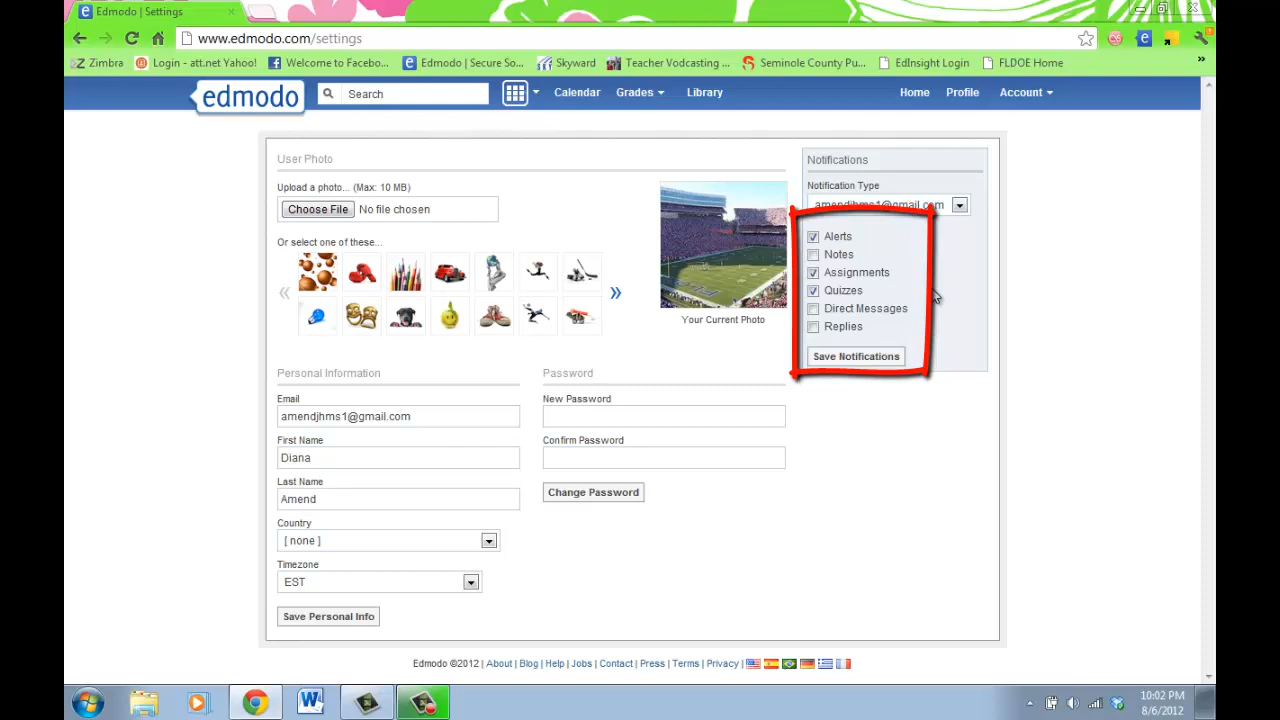 Edmodo | Settings
www.edmodo.com/settings
Zimbra Login - att.net Yahoo! Welcome to Facebo... Edmodo | Secure So... Skyward Teacher Vodcasting ... Seminole County Pu... EdInsight Login FLDOE Home »
edmodo Search Calendar Grades Library Home Profile Account
User Photo
Upload a photo... (Max: 10 MB)
Choose File No file chosen
Or select one of these...
«
»
Your Current Photo
Notifications
Notification Type
amendjhms1@gmail.com
Alerts
Notes
Assignments
Quizzes
Direct Messages
Replies
Save Notifications
Personal Information
Email
amendjhms1@gmail.com
First Name
Diana
Last Name
Amend
Country
[ none ]
Timezone
EST
Save Personal Info
Password
New Password
Confirm Password
Change Password
Edmodo ©2012 | About | Blog | Help | Jobs | Contact | Press | Terms | Privacy |
10:02 PM
8/6/2012